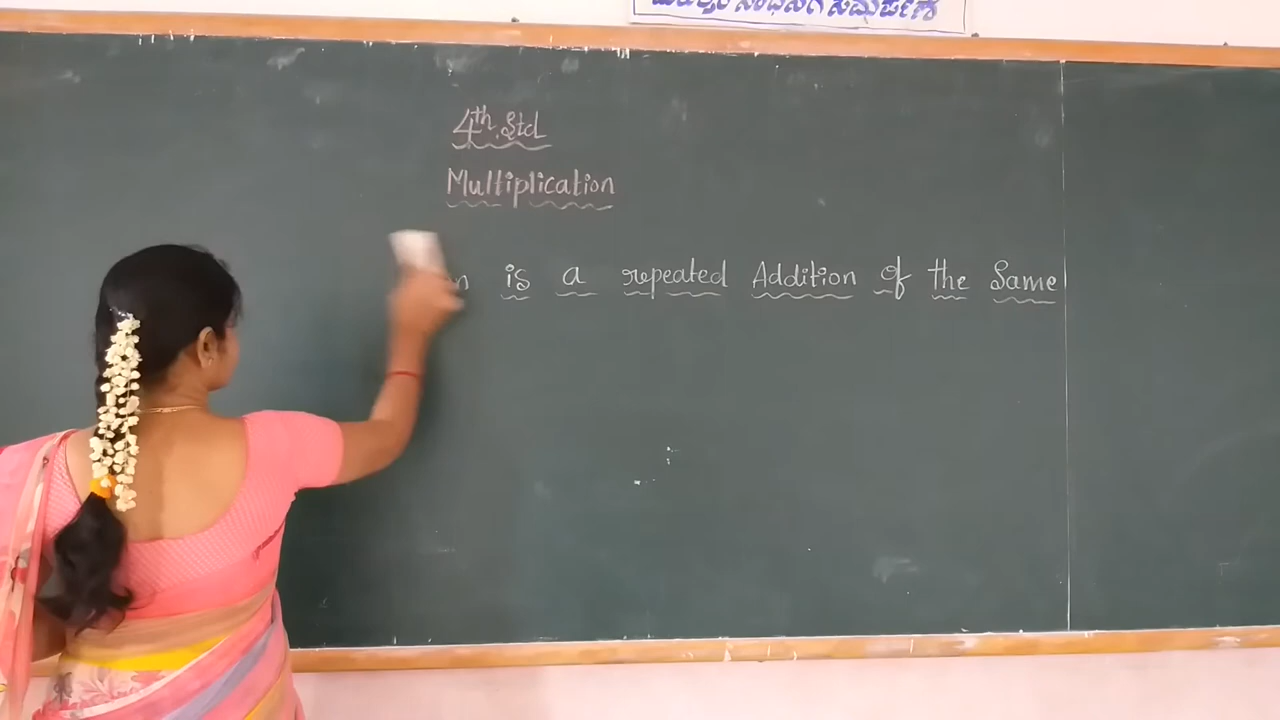 4th Std
Multiplication
n is a repeated Addition of the Same